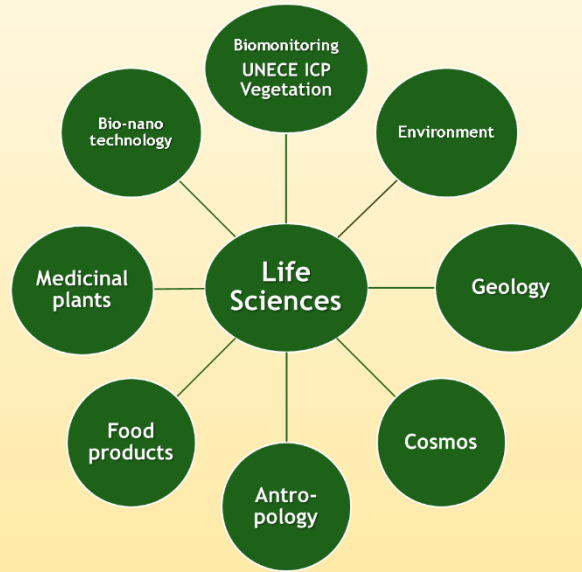 Biomonitoring
UNECE ICP
Vegetation
Bio-nano
technology
Environment
Medicinal
plants
Life
Sciences
Geology
Food
products
Cosmos
Antro-
pology